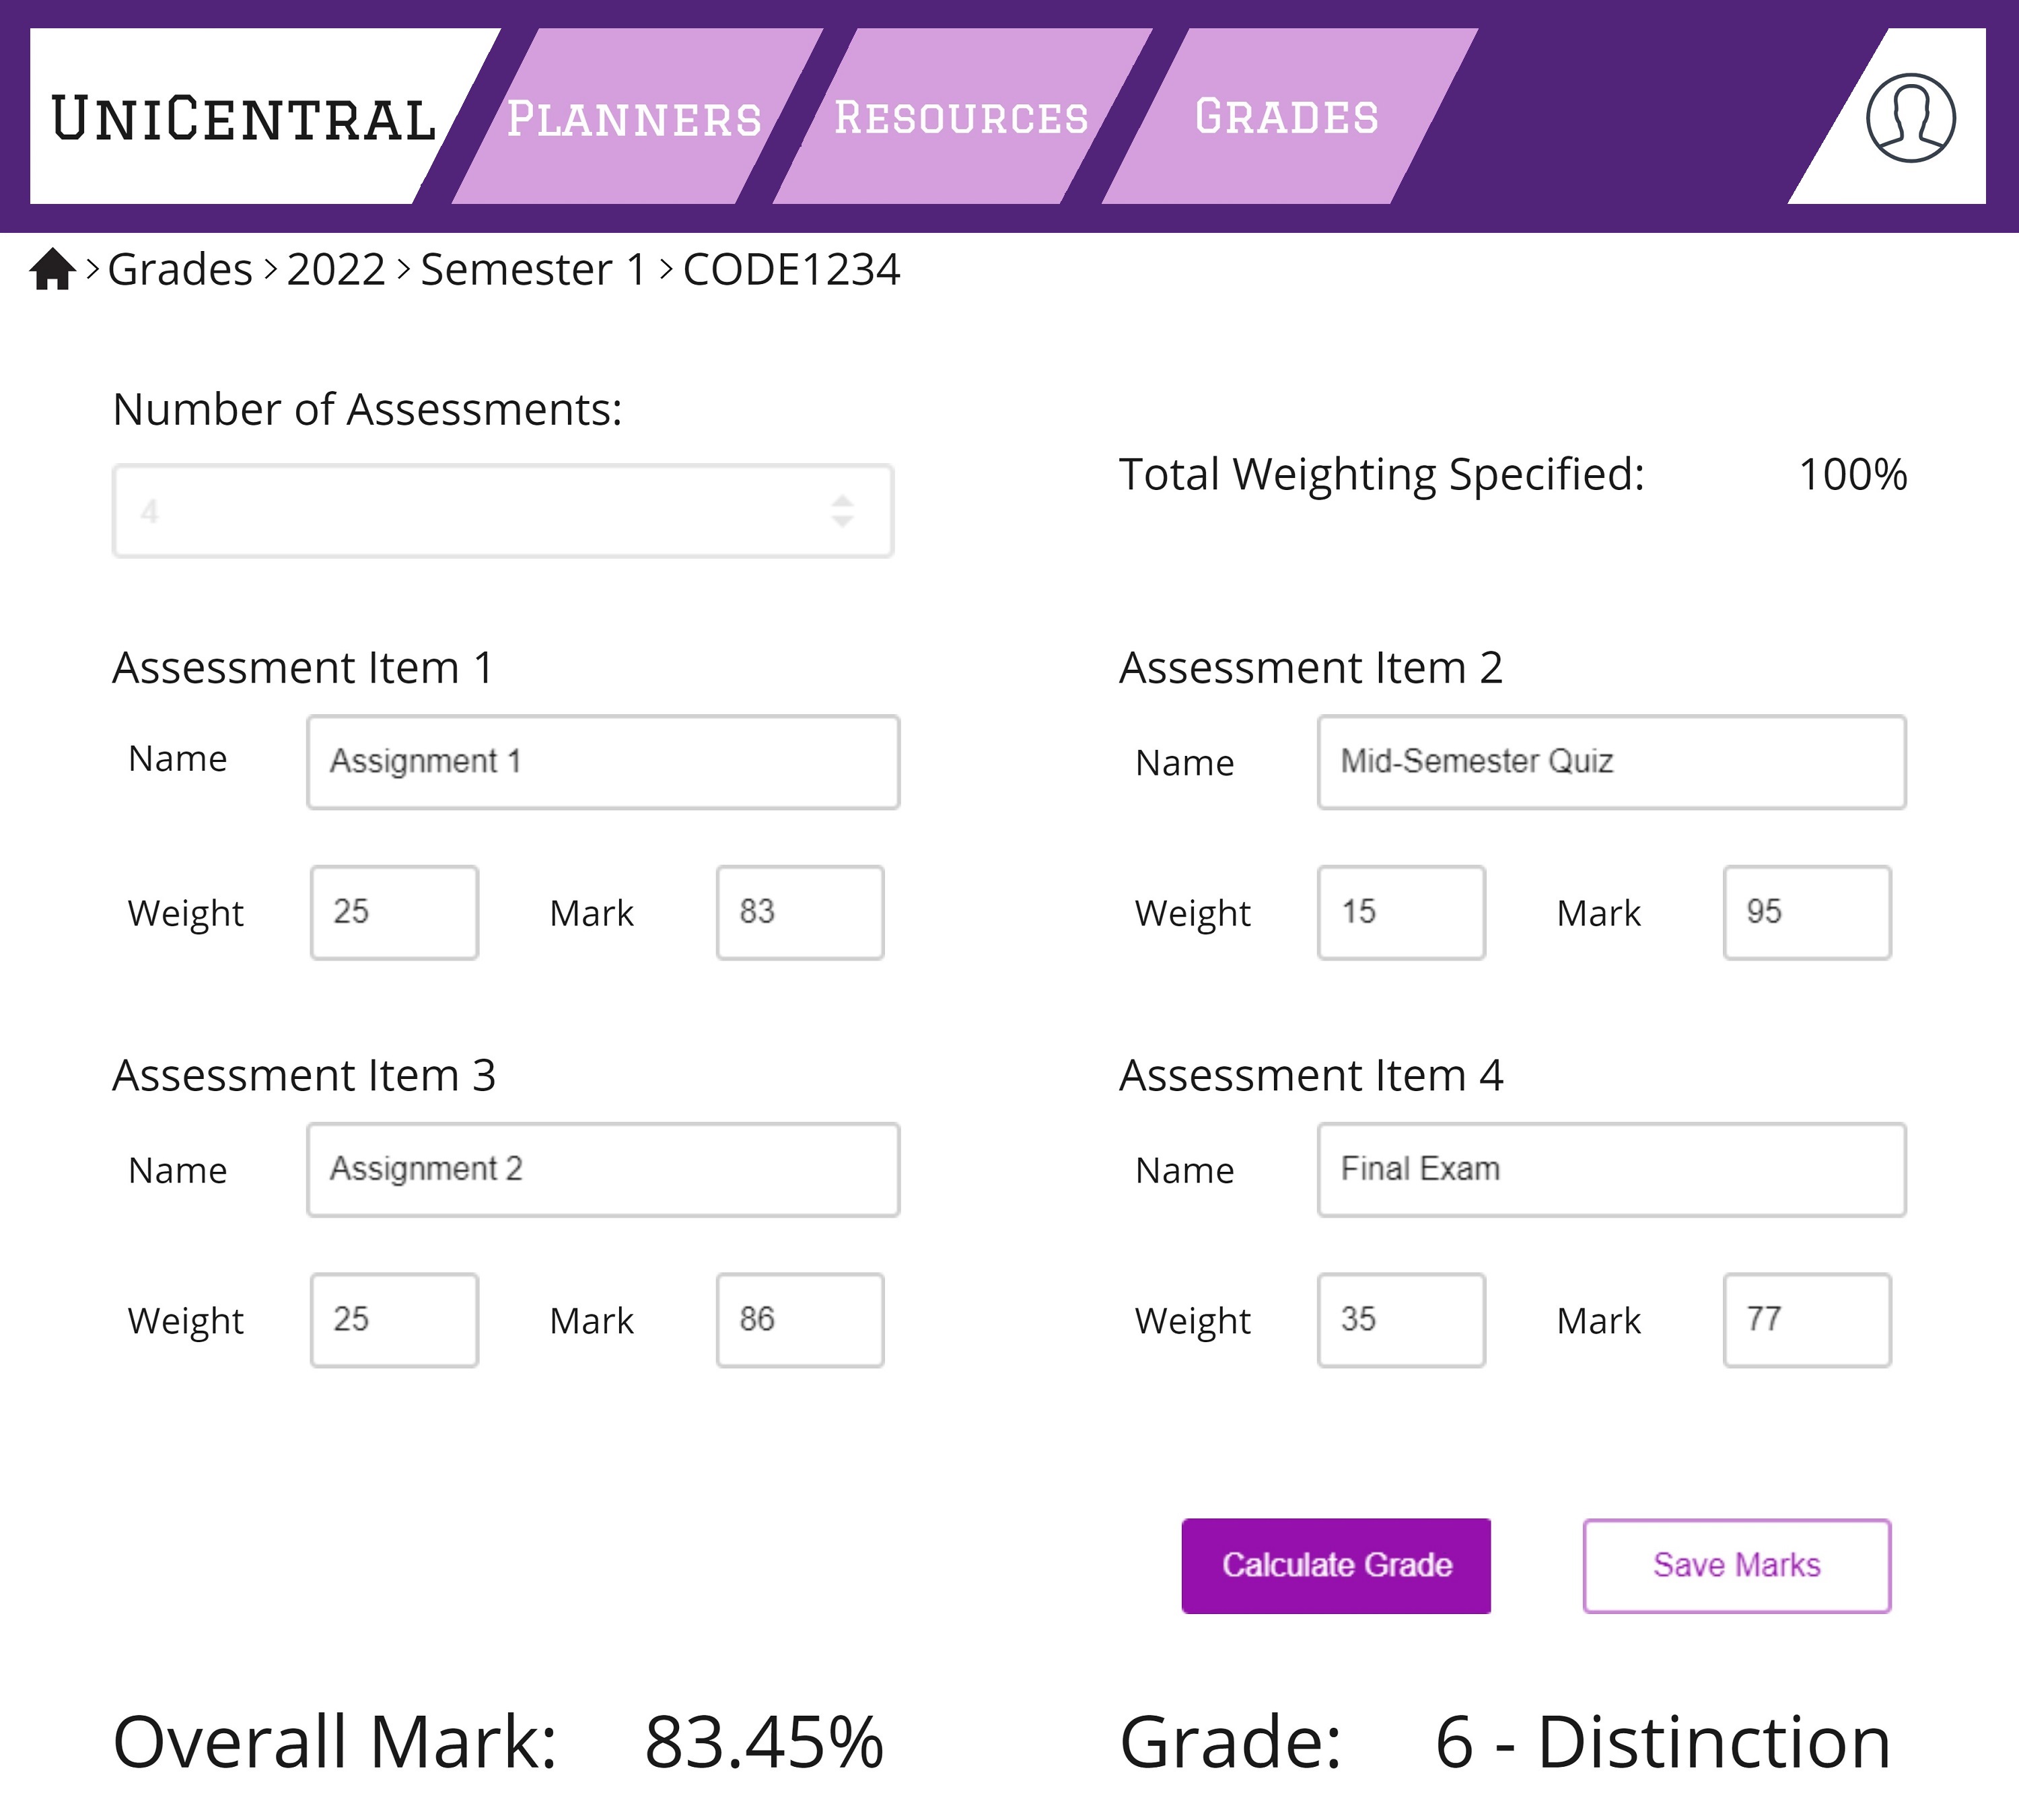 UniCentral Planners Resources Grades
> Grades > 2022 > Semester 1 > CODE1234
Number of Assessments:
4
Total Weighting Specified: 100%
Assessment Item 1
Name Assignment 1
Weight 25 Mark 83
Assessment Item 2
Name Mid-Semester Quiz
Weight 15 Mark 95
Assessment Item 3
Name Assignment 2
Weight 25 Mark 86
Assessment Item 4
Name Final Exam
Weight 35 Mark 77
Calculate Grade Save Marks
Overall Mark: 83.45% Grade: 6 - Distinction